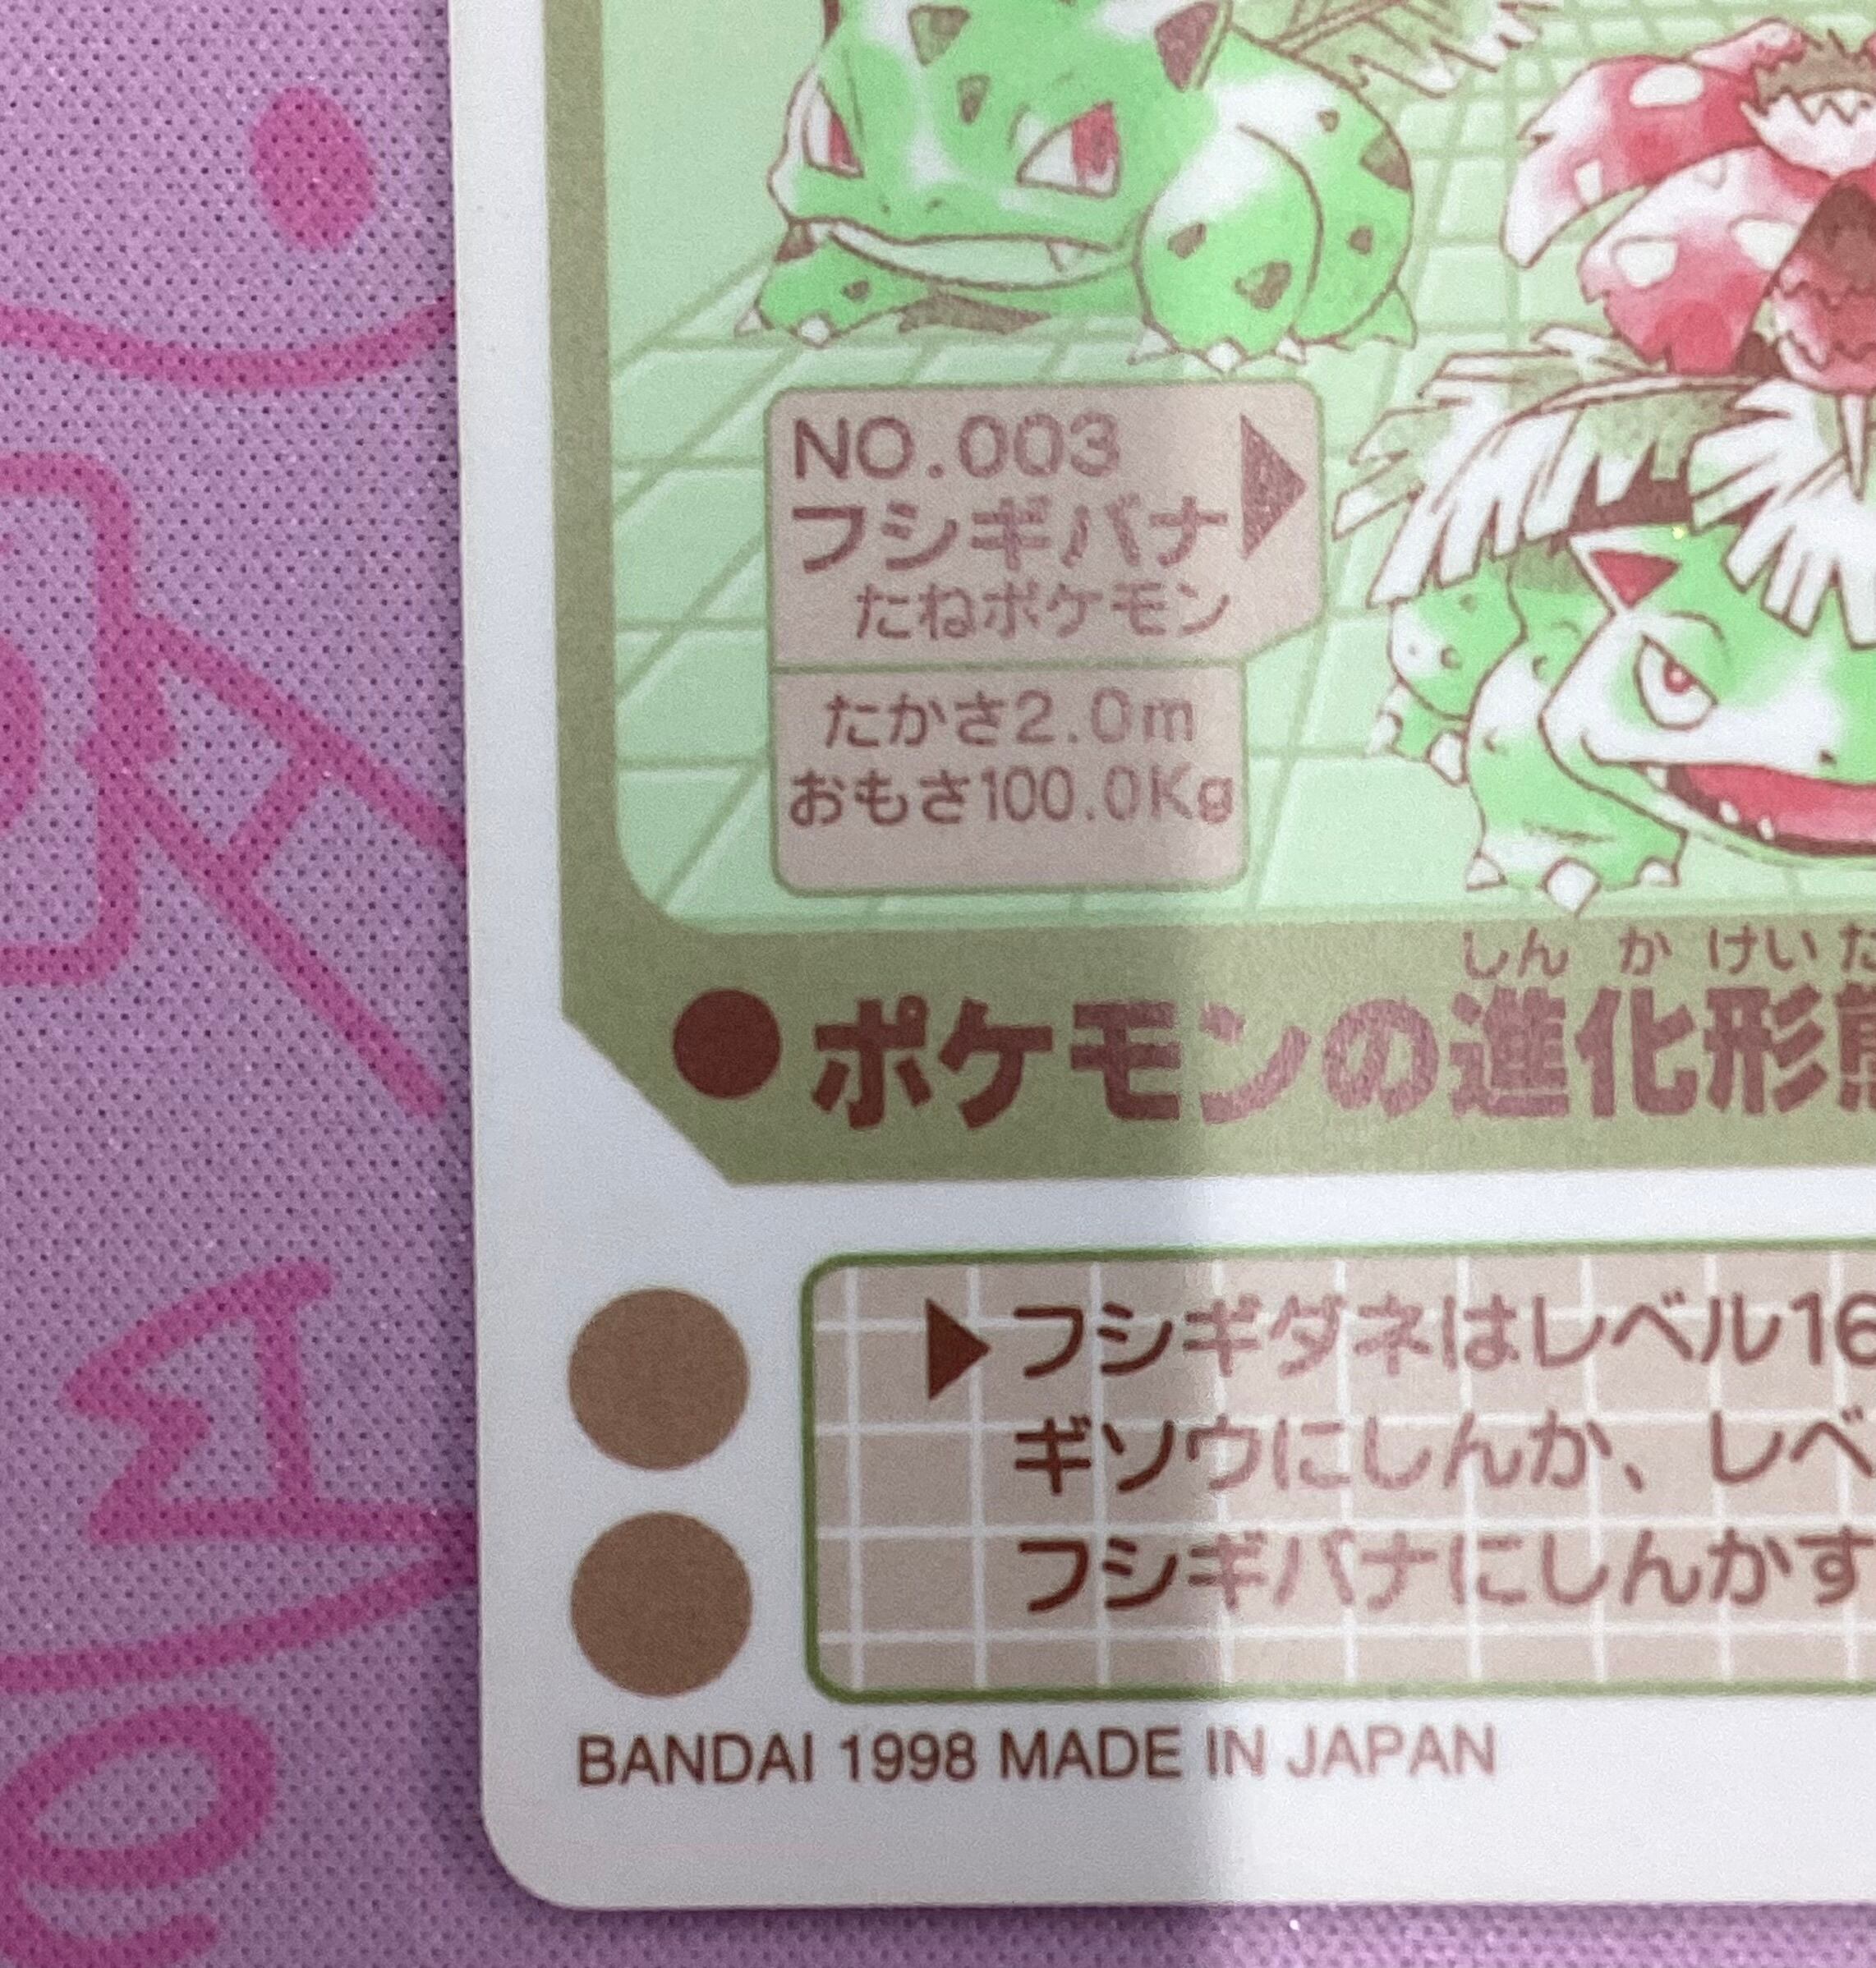 NO.003
フシギバナ
たねポケモン
たかさ2.0m
おもさ100.0Kg
しん か けい
ポケモンの進化形
フシギダネはレベル16
ギソウにしんか、レベ
フシギバナにしんかす
BANDAI 1998 MADE IN JAPAN